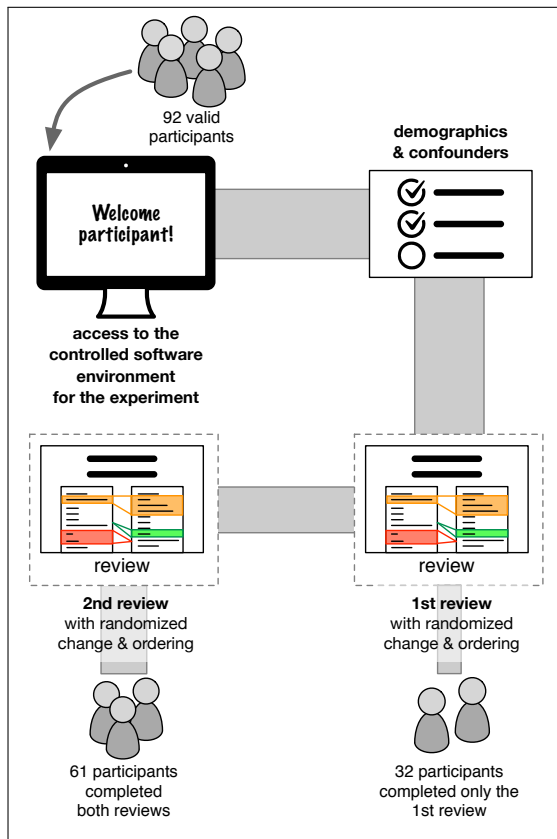 92 valid
participants
demographics
& confounders
Welcome
participant!
access to the
controlled software
environment
for the experiment
review
2nd review
with randomized
change & ordering
review
1st review
with randomized
change & ordering
61 participants
completed
both reviews
32 participants
completed only the
1st review